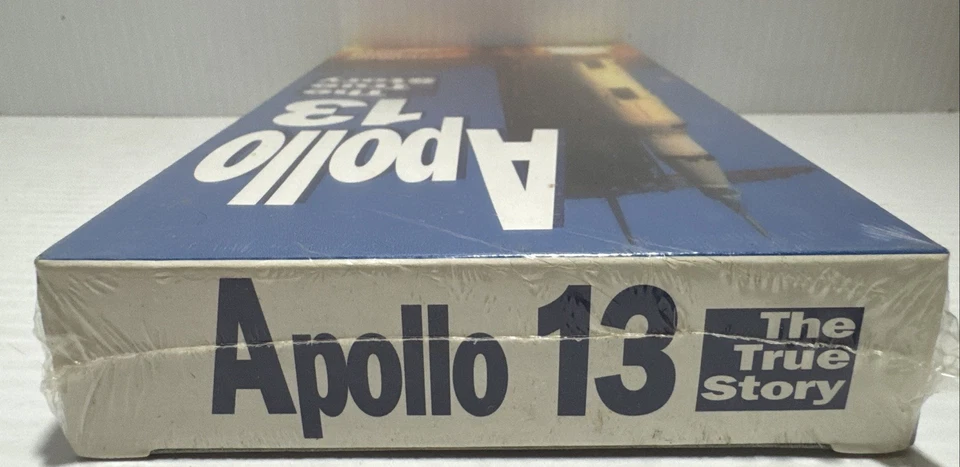 Apollo
13
The
True
Story
Apollo 13
The
True
Story